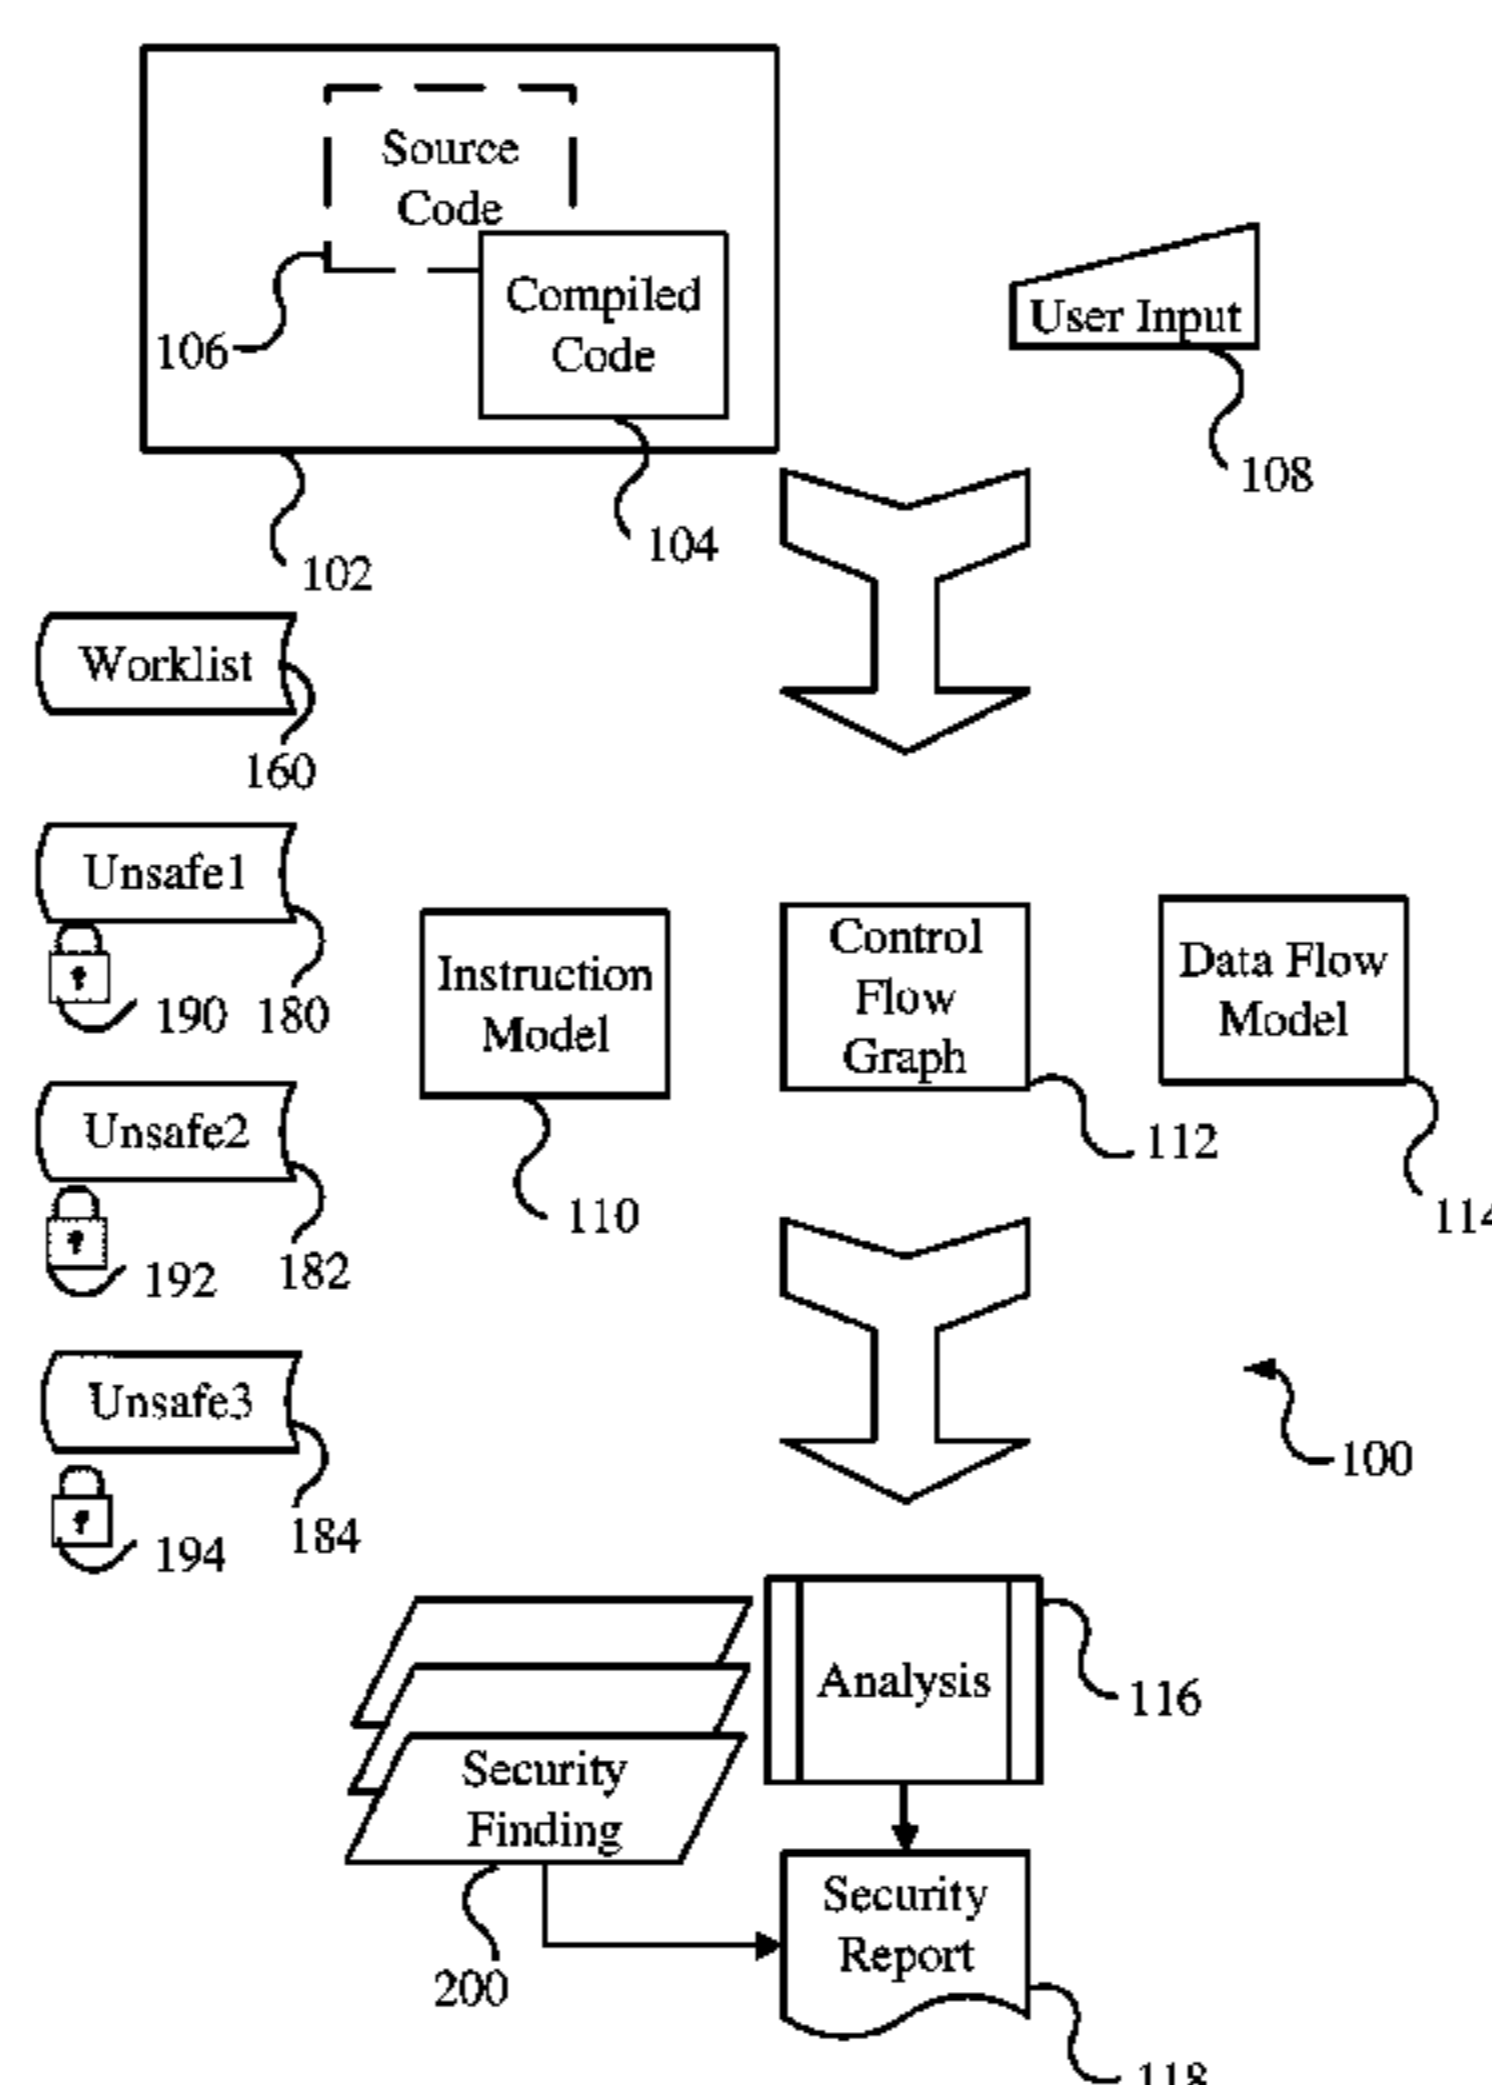 Source
Code
Compiled
Code
106
User Input
108
104
102
Worklist
160
Unsafe1
190
180
Instruction
Model
110
Control
Flow
Graph
112
Data Flow
Model
114
Unsafe2
192
182
Unsafe3
194
184
100
Analysis
116
Security
Finding
200
Security
Report
118